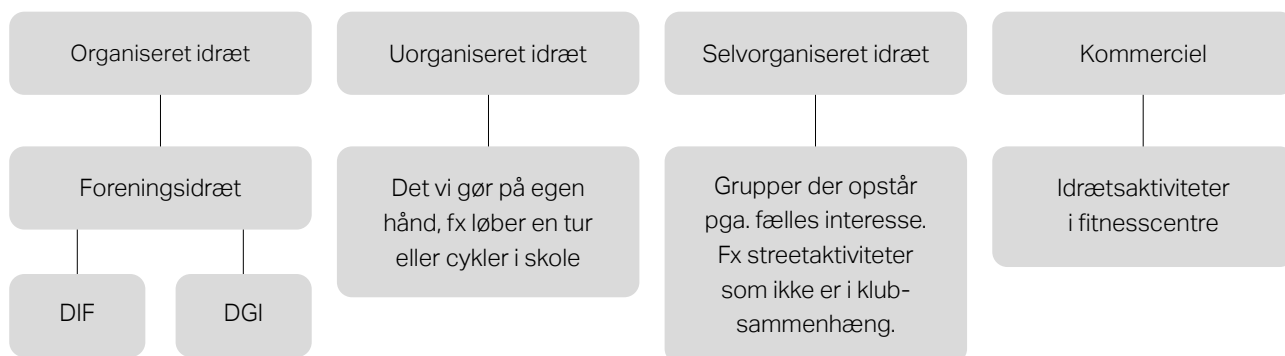 Organiseret idræt
Uorganiseret idræt
Selvorganiseret idræt
Kommerciel
Foreningsidræt
Det vi gør på egen
hånd, fx løber en tur
eller cykler i skole
Grupper der opstår
pga. fælles interesse.
Fx streetaktiviteter
som ikke er i klub-
sammenhæng.
Idrætsaktiviteter
i fitnesscentre
DIF
DGI